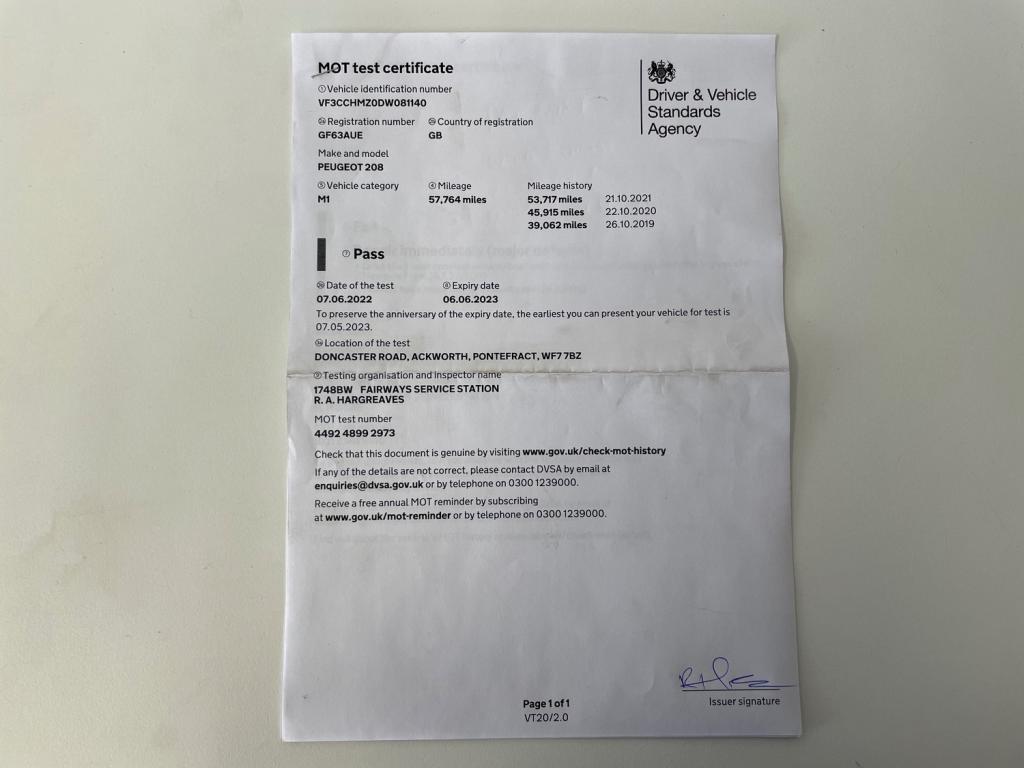 MOT test certificate
① Vehicle identification number
VF3CCHMZ0DW081140
Driver & Vehicle
Standards
Agency
Registration number Country of registration
GF63AUE GB
Make and model
PEUGEOT 208
⑤ Vehicle category ④ Mileage Mileage history
M1 57,764 miles 53,717 miles 21.10.2021
45,915 miles 22.10.2020
39,062 miles 26.10.2019
⑦ Pass
Date of the test ⑧ Expiry date
07.06.2022 06.06.2023
To preserve the anniversary of the expiry date, the earliest you can present your vehicle for test is
07.05.2023.
Location of the test
DONCASTER ROAD, ACKWORTH, PONTEFRACT, WF7 7BZ
⑨ Testing organisation and inspector name
1748BW FAIRWAYS SERVICE STATION
R. A. HARGREAVES
MOT test number
4492 4899 2973
Check that this document is genuine by visiting www.gov.uk/check-mot-history
If any of the details are not correct, please contact DVSA by email at
enquiries@dvsa.gov.uk or by telephone on 0300 1239000.
Receive a free annual MOT reminder by subscribing
at www.gov.uk/mot-reminder or by telephone on 0300 1239000.
Issuer signature
Page 1 of 1
VT20/2.0